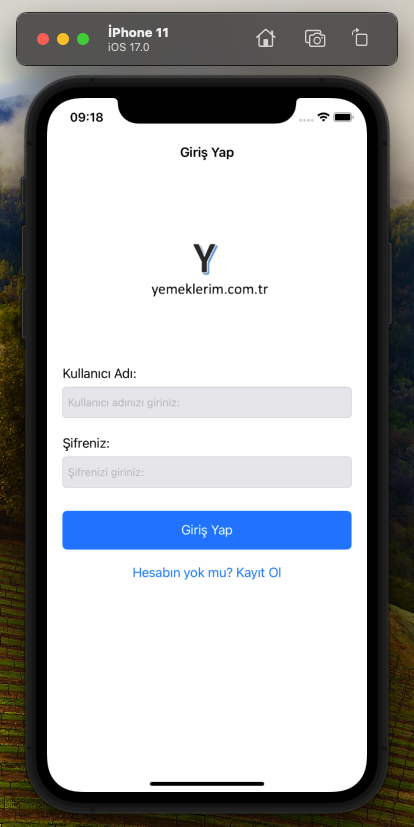 İPhone 11
iOS 17.0
09:18
Giriş Yap
Y
yemeklerim.com.tr
Kullanıcı Adı:
Kullanıcı adınızı giriniz:
Şifreniz:
Şifrenizi giriniz:
Giriş Yap
Hesabın yok mu? Kayıt Ol